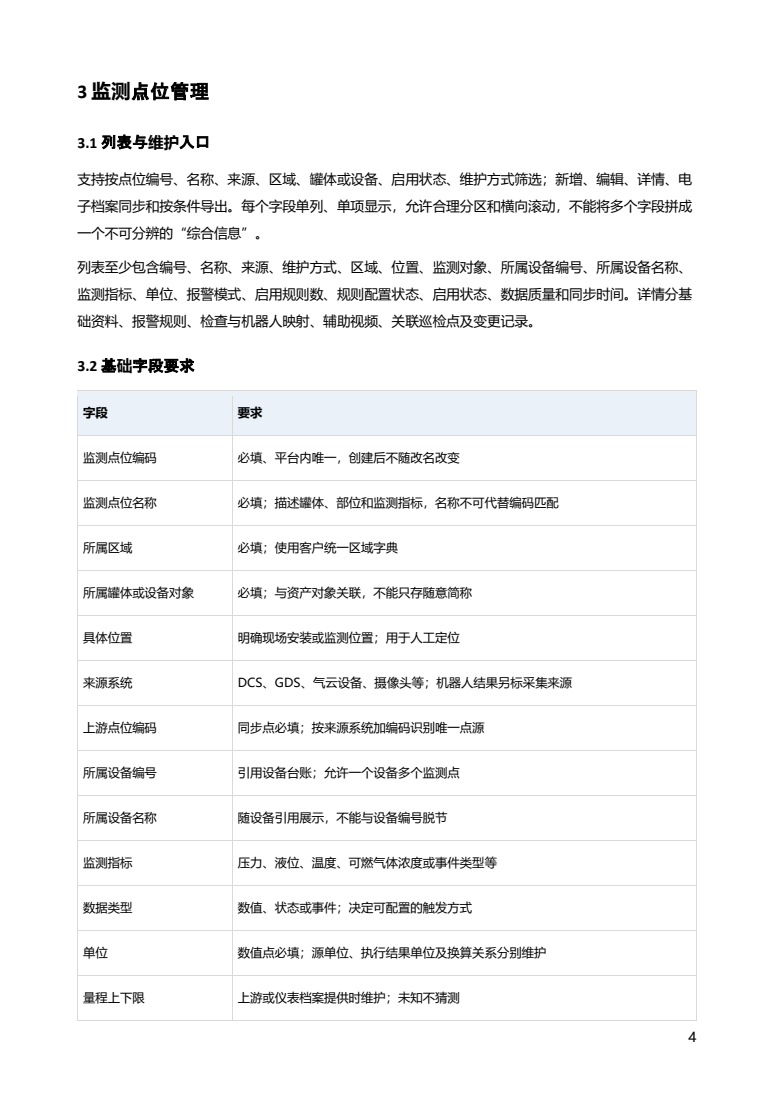 3 监测点位管理
3.1 列表与维护入口
支持按点位编号、名称、来源、区域、罐体或设备、启用状态、维护方式筛选；新增、编辑、详情、电
子档案同步和按条件导出。每个字段单列、单项显示，允许合理分区和横向滚动，不能将多个字段拼成
一个不可分辨的“综合信息”。
列表至少包含编号、名称、来源、维护方式、区域、位置、监测对象、所属设备编号、所属设备名称、
监测指标、单位、报警模式、启用规则数、规则配置状态、启用状态、数据质量和同步时间。详情分基
础资料、报警规则、检查与机器人映射、辅助视频、关联巡检点及变更记录。
3.2 基础字段要求
字段 要求
监测点位编码 必填、平台内唯一，创建后不随改名改变
监测点位名称 必填；描述罐体、部位和监测指标，名称不可代替编码匹配
所属区域 必填；使用客户统一区域字典
所属罐体或设备对象 必填；与资产对象关联，不能只存随意简称
具体位置 明确现场安装或监测位置；用于人工定位
来源系统 DCS、GDS、气云设备、摄像头等；机器人结果另标采集来源
上游点位编码 同步点必填；按来源系统加编码识别唯一点源
所属设备编号 引用设备台账；允许一个设备多个监测点
所属设备名称 随设备引用展示，不能与设备编号脱节
监测指标 压力、液位、温度、可燃气体浓度或事件类型等
数据类型 数值、状态或事件；决定可配置的触发方式
单位 数值点必填；源单位、执行结果单位及换算关系分别维护
量程上下限 上游或仪表档案提供时维护；未知不猜测
4